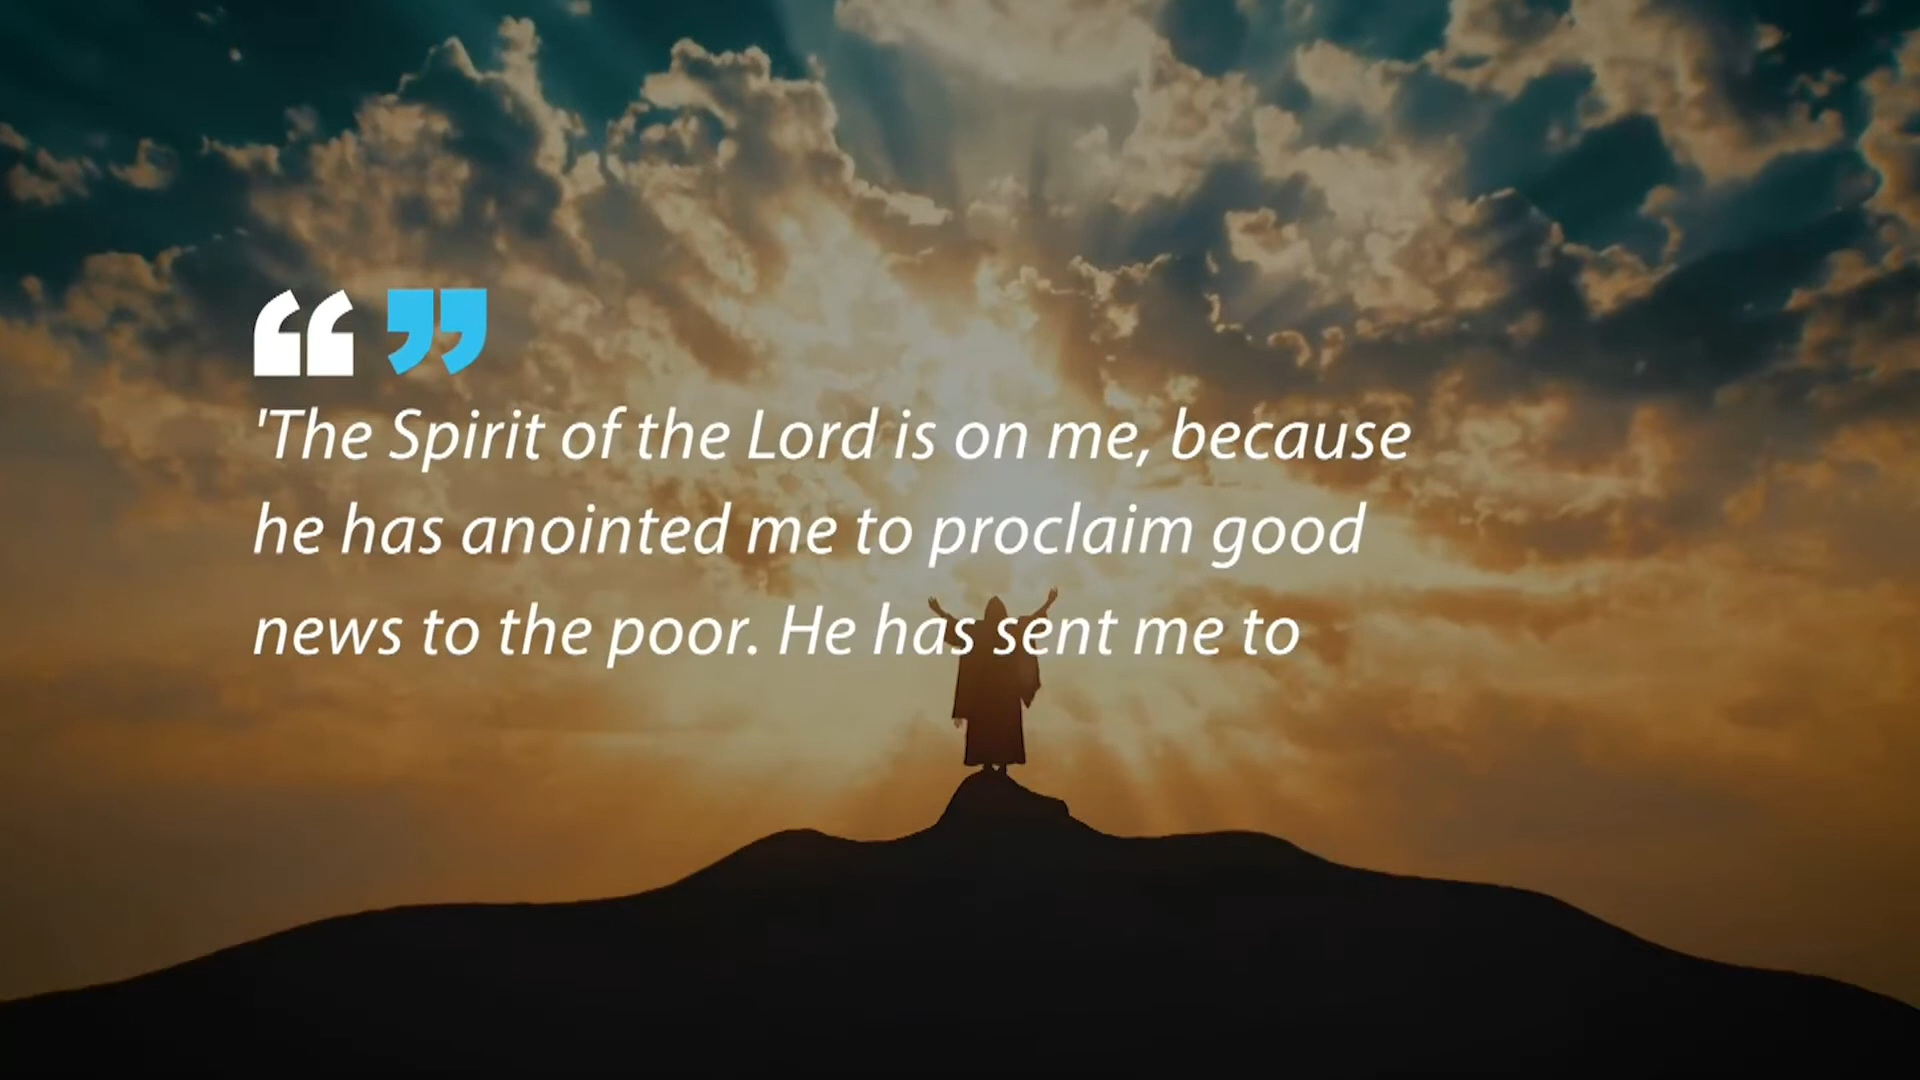 “ ”
'The Spirit of the Lord is on me, because
he has anointed me to proclaim good
news to the poor. He has sent me to